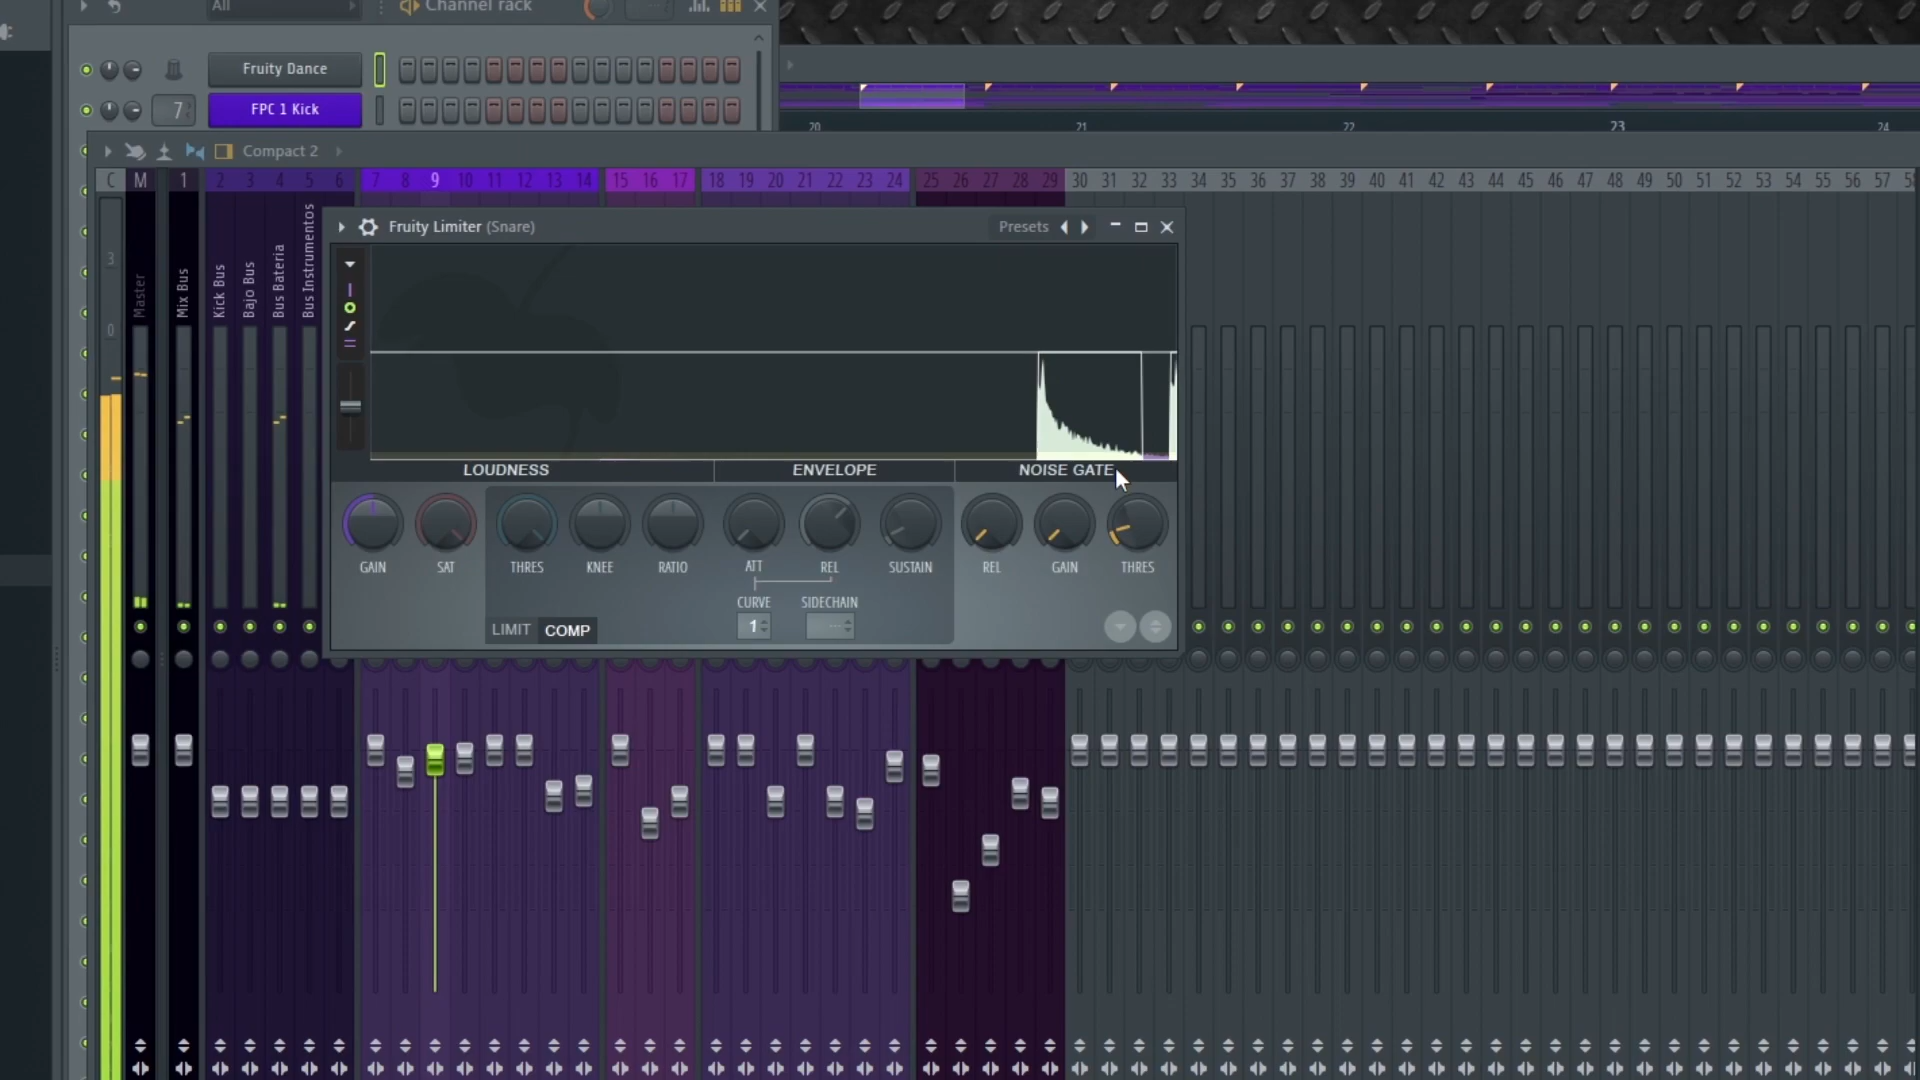 All Channel rack
Fruity Dance
7 FPC 1 Kick
20 21 22 23 24
Compact 2
C M 1 2 3 4 5 6 7 8 9 10 11 12 13 14 15 16 17 18 19 20 21 22 23 24 25 26 27 28 29 30 31 32 33 34 35 36 37 38 39 40 41 42 43 44 45 46 47 48 49 50 51 52 53 54 55 56 57
3
0
Master
Mix Bus
Kick Bus
Bajo Bus
Bus Bateria
Bus Instrumentos
Fruity Limiter (Snare) Presets
LOUDNESS ENVELOPE NOISE GATE
GAIN SAT THRES KNEE RATIO ATT REL SUSTAIN REL GAIN THRES
CURVE SIDECHAIN
1 ---
LIMIT COMP